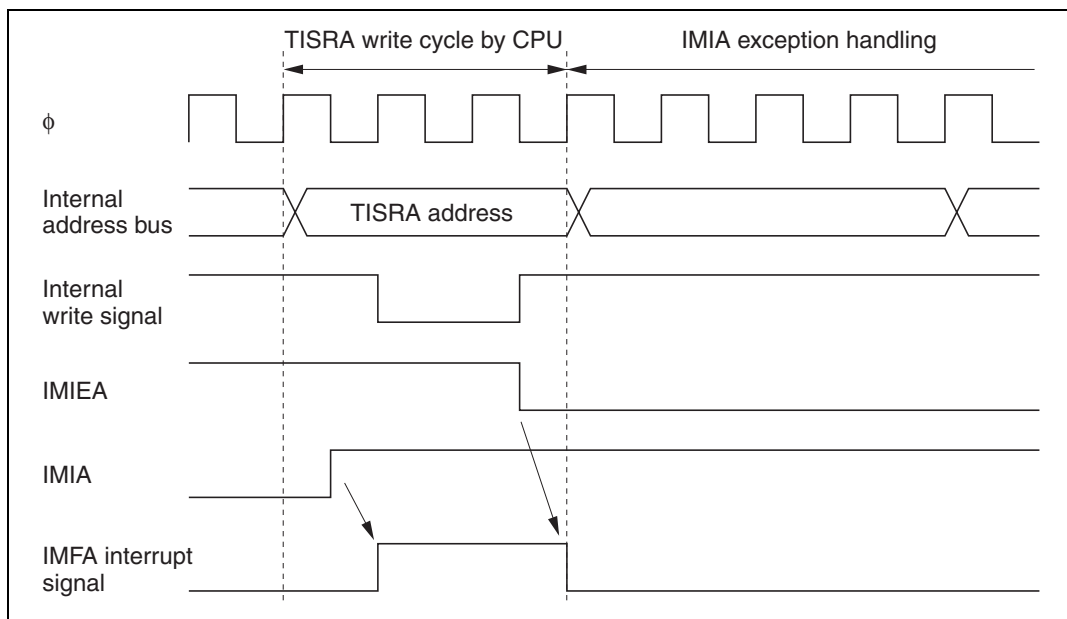 TISRA write cycle by CPU
IMIA exception handling
ϕ
Internal
address bus
TISRA address
Internal
write signal
IMIEA
IMIA
IMFA interrupt
signal